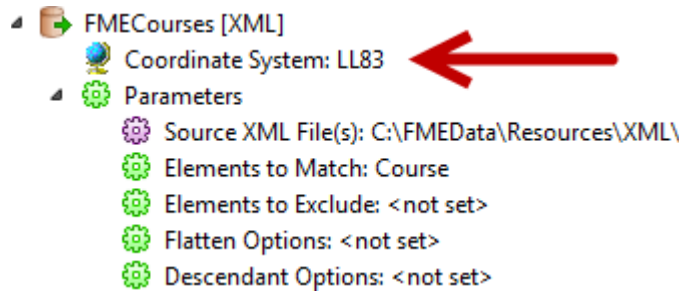 FMECourses [XML]
Coordinate System: LL83
Parameters
Source XML File(s): C:\FMEData\Resources\XML\
Elements to Match: Course
Elements to Exclude: <not set>
Flatten Options: <not set>
Descendant Options: <not set>